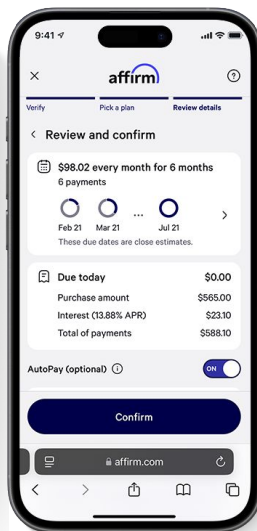 9:41
affirm
Verify
Pick a plan
Review details
Review and confirm
$98.02 every month for 6 months
6 payments
...
Feb 21 Mar 21 Jul 21
These due dates are close estimates.
Due today $0.00
Purchase amount $565.00
Interest (13.88% APR) $23.10
Total of payments $588.10
AutoPay (optional) ON
Confirm
affirm.com